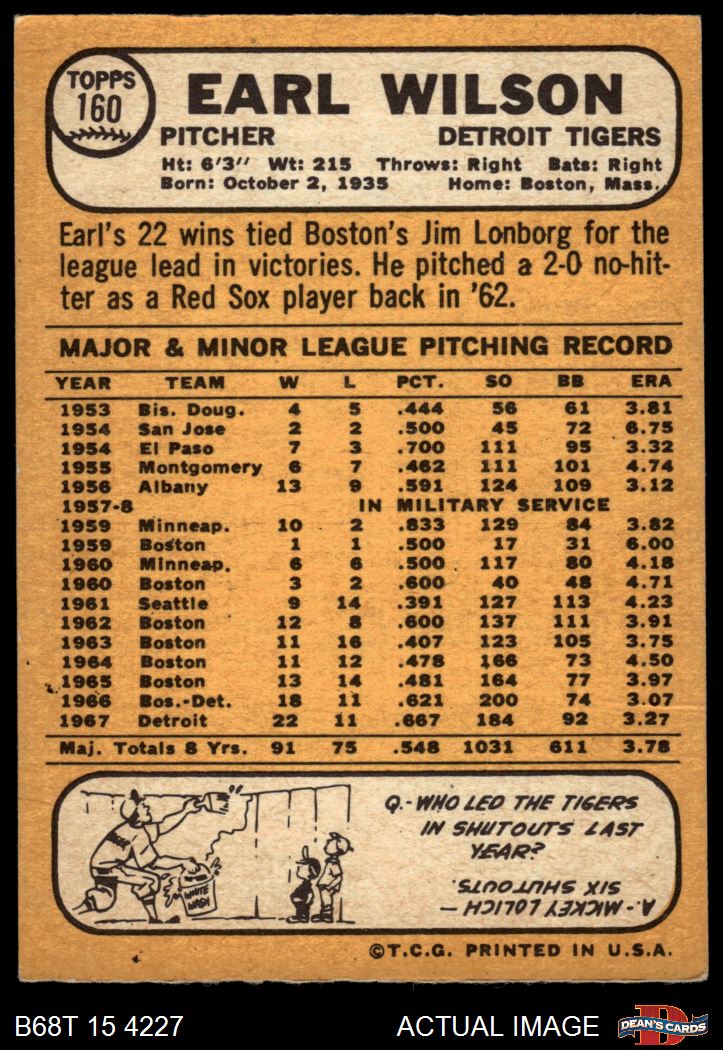 TOPPS
160
EARL WILSON
PITCHER DETROIT TIGERS
Ht: 6'3'' Wt: 215 Throws: Right Bats: Right
Born: October 2, 1935 Home: Boston, Mass.
Earl's 22 wins tied Boston's Jim Lonborg for the
league lead in victories. He pitched a 2-0 no-hit-
ter as a Red Sox player back in '62.
MAJOR & MINOR LEAGUE PITCHING RECORD
YEAR TEAM W L PCT. SO BB ERA
1953 Bis. Doug. 4 5 .444 56 61 3.81
1954 San Jose 2 2 .500 45 72 6.75
1954 El Paso 7 3 .700 111 95 3.32
1955 Montgomery 6 7 .462 111 101 4.74
1956 Albany 13 9 .591 124 109 3.12
1957-8 IN MILITARY SERVICE
1959 Minneap. 10 2 .833 129 84 3.82
1959 Boston 1 1 .500 17 31 6.00
1960 Minneap. 6 6 .500 117 80 4.18
1960 Boston 3 2 .600 40 48 4.71
1961 Seattle 9 14 .391 127 113 4.23
1962 Boston 12 8 .600 137 111 3.91
1963 Boston 11 16 .407 123 105 3.75
1964 Boston 11 12 .478 166 73 4.50
1965 Boston 13 14 .481 164 77 3.97
1966 Bos.-Det. 18 11 .621 200 74 3.07
1967 Detroit 22 11 .667 184 92 3.27
Maj. Totals 8 Yrs. 91 75 .548 1031 611 3.78
Q.-WHO LED THE TIGERS
IN SHUTOUTS LAST
YEAR?
A.-MICKEY LOLICH —
SIX SHUTOUTS.
WHITE
WASH
©T.C.G. PRINTED IN U.S.A.
B68T 15 4227 ACTUAL IMAGE DEAN'S CARDS